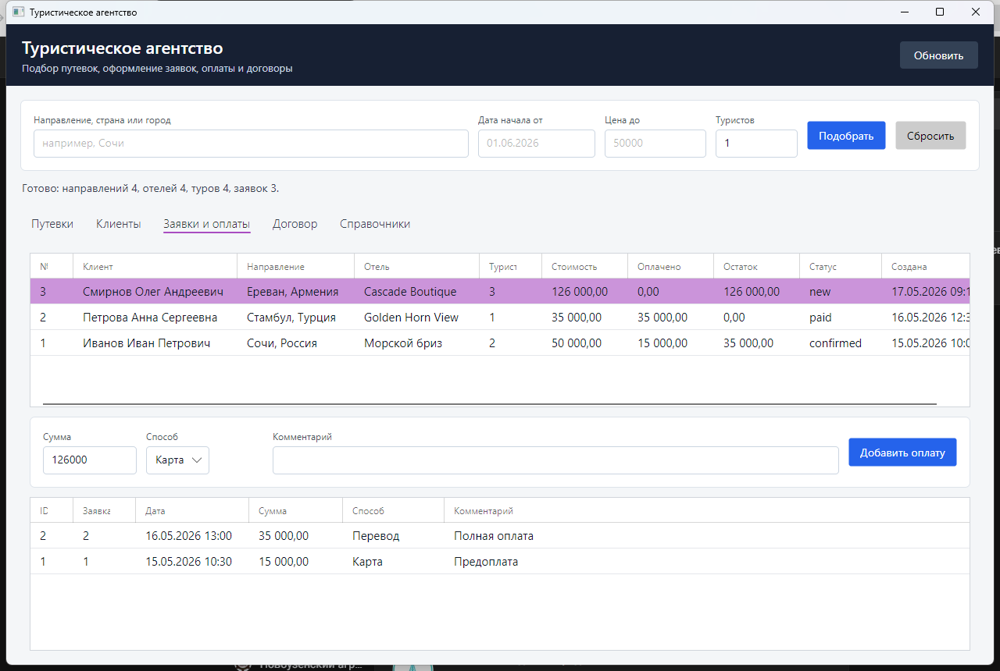 Туристическое агентство
Туристическое агентство
Подбор путевок, оформление заявок, оплаты и договоры
Обновить
Направление, страна или город
Дата начала от
Цена до
Туристов
например, Сочи
01.06.2026
50000
1
Подобрать
Сбросить
Готово: направлений 4, отелей 4, туров 4, заявок 3.
Путевки Клиенты Заявки и оплаты Договор Справочники
№ Клиент Направление Отель Турист Стоимость Оплачено Остаток Статус Создана
3 Смирнов Олег Андреевич Ереван, Армения Cascade Boutique 3 126 000,00 0,00 126 000,00 new 17.05.2026 09:1
2 Петрова Анна Сергеевна Стамбул, Турция Golden Horn View 1 35 000,00 35 000,00 0,00 paid 16.05.2026 12:3
1 Иванов Иван Петрович Сочи, Россия Морской бриз 2 50 000,00 15 000,00 35 000,00 confirmed 15.05.2026 10:0
Сумма Способ Комментарий
126000 Карта
Добавить оплату
ID Заявка Дата Сумма Способ Комментарий
2 2 16.05.2026 13:00 35 000,00 Перевод Полная оплата
1 1 15.05.2026 10:30 15 000,00 Карта Предоплата